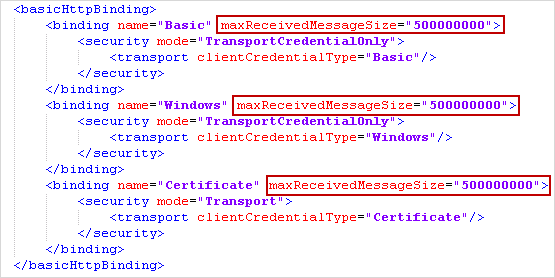 <basicHttpBinding>
<binding name="Basic" maxReceivedMessageSize="500000000">
<security mode="TransportCredentialOnly">
<transport clientCredentialType="Basic"/>
</security>
</binding>
<binding name="Windows" maxReceivedMessageSize="500000000">
<security mode="TransportCredentialOnly">
<transport clientCredentialType="Windows"/>
</security>
</binding>
<binding name="Certificate" maxReceivedMessageSize="500000000">
<security mode="Transport">
<transport clientCredentialType="Certificate"/>
</security>
</binding>
</basicHttpBinding>